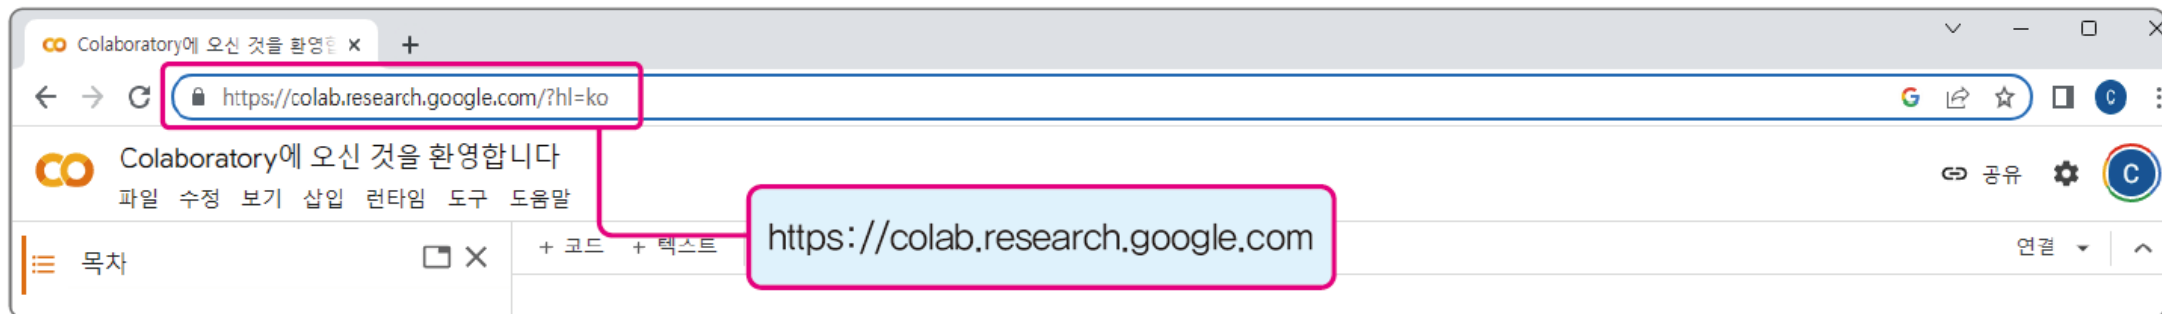 Colaboratory에 오신 것을 환영합
https://colab.research.google.com/?hl=ko
C
Colaboratory에 오신 것을 환영합니다
공유
C
파일 수정 보기 삽입 런타임 도구 도움말
목차
+ 코드 + 텍스트
https://colab.research.google.com
연결